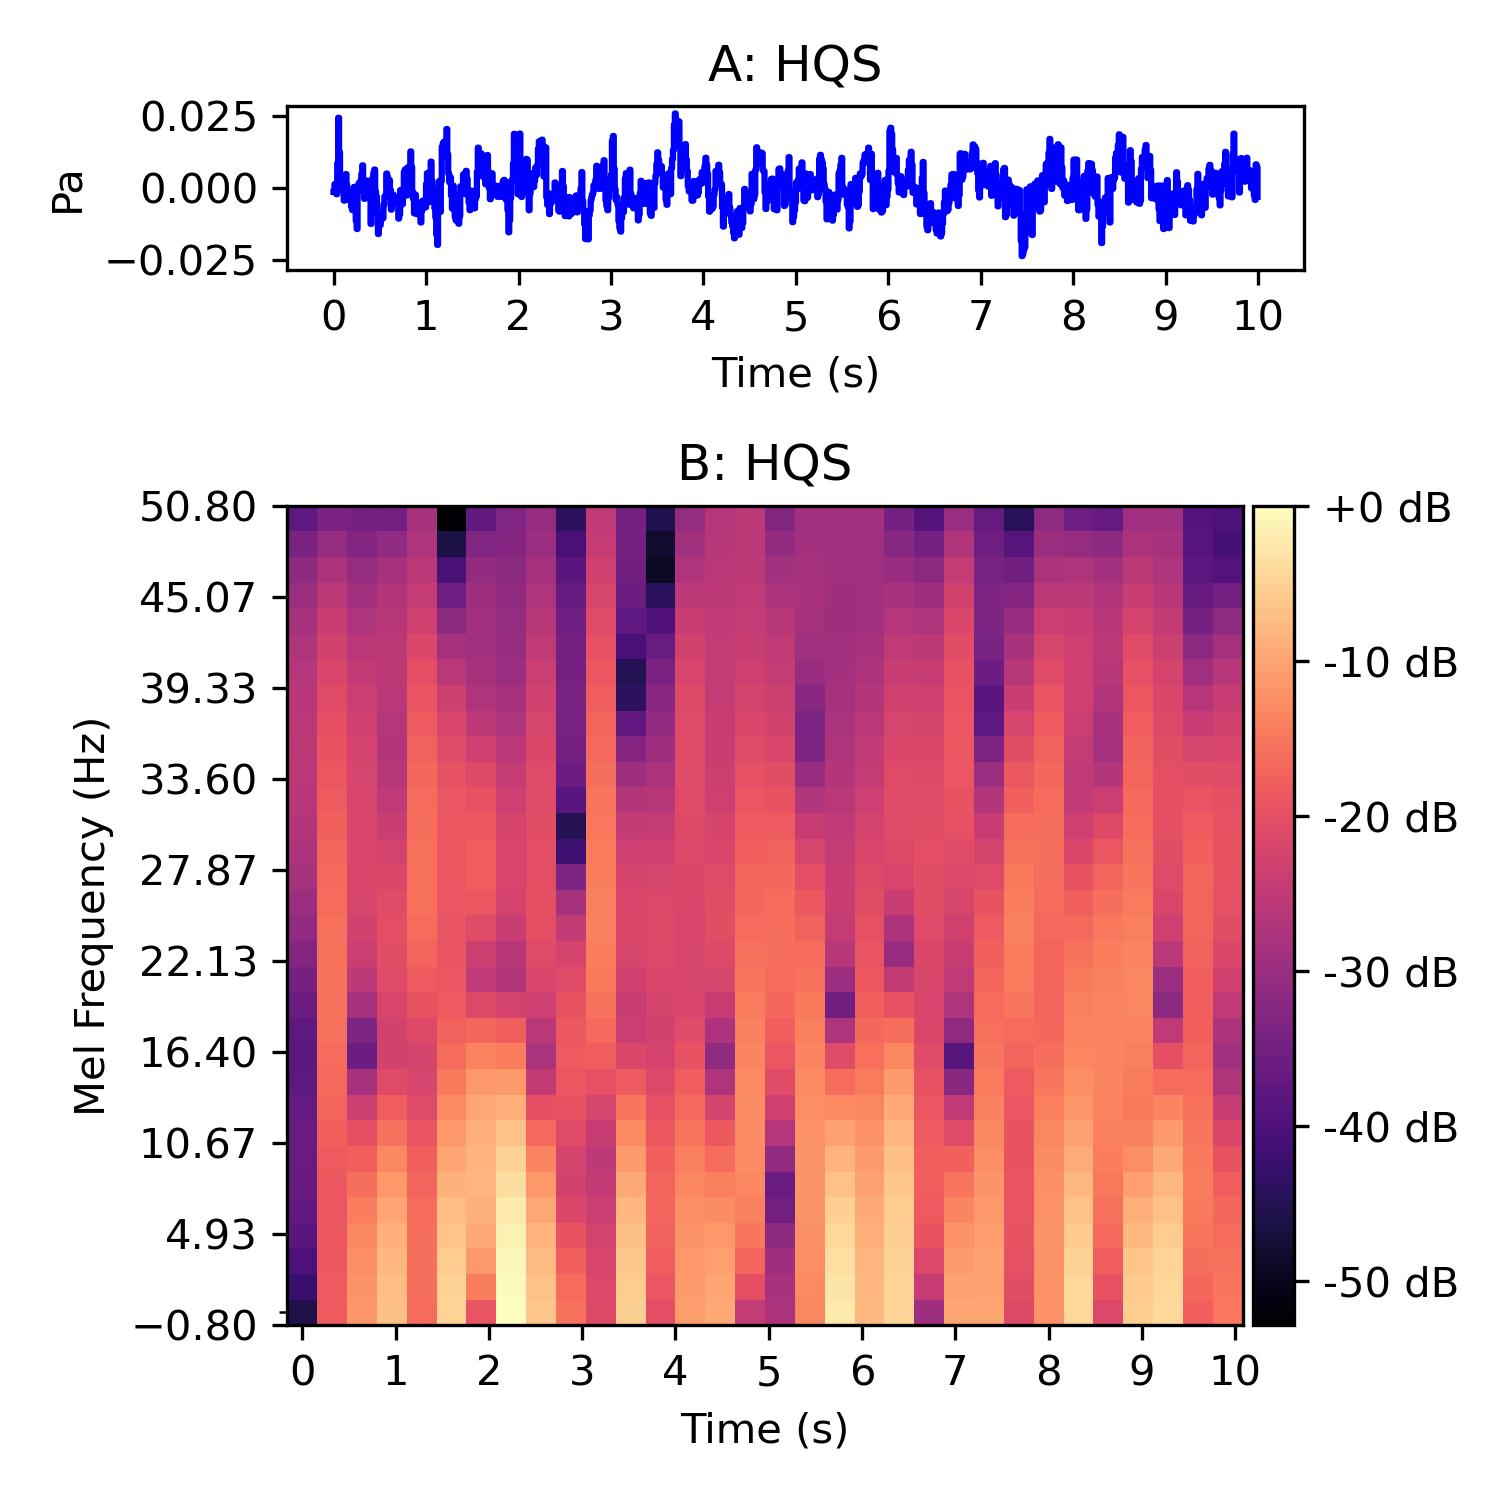 A: HQS
0.025
0.000
−0.025
Pa
0 1 2 3 4 5 6 7 8 9 10
Time (s)
B: HQS
50.80
45.07
39.33
33.60
27.87
22.13
16.40
10.67
4.93
−0.80
Mel Frequency (Hz)
0 1 2 3 4 5 6 7 8 9 10
Time (s)
+0 dB
-10 dB
-20 dB
-30 dB
-40 dB
-50 dB